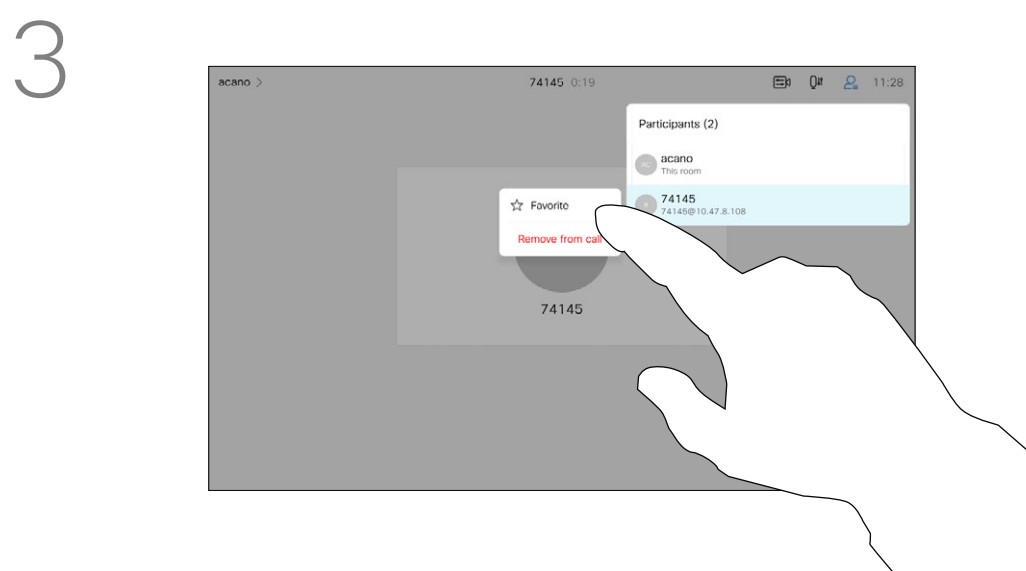 3
acano >
74145 0:19
11:28
Participants (2)
AC
acano
This room
74145
74145@10.47.8.108
Favorite
Remove from call
74145